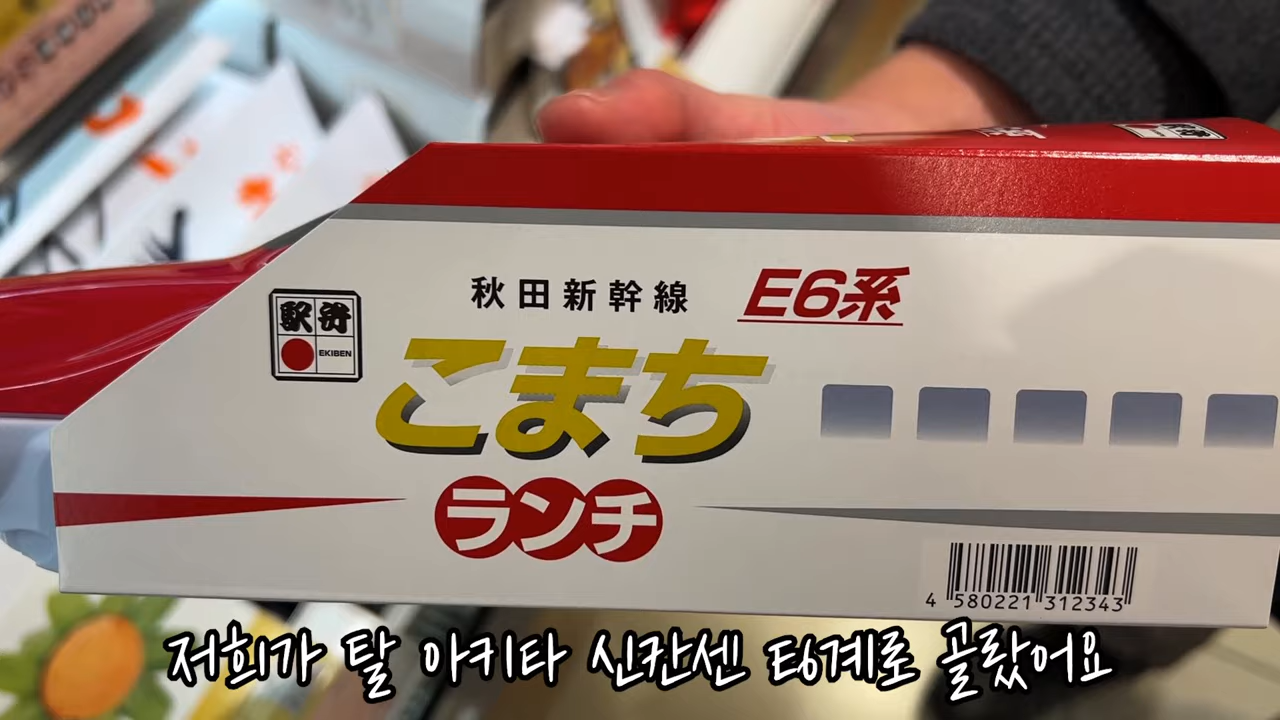 秋田新幹線 E6系
駅弁
EKIBEN
こまち
ランチ
4 580221 312343
저희가 탈 아키타 신칸센 E6계로 골랐어요